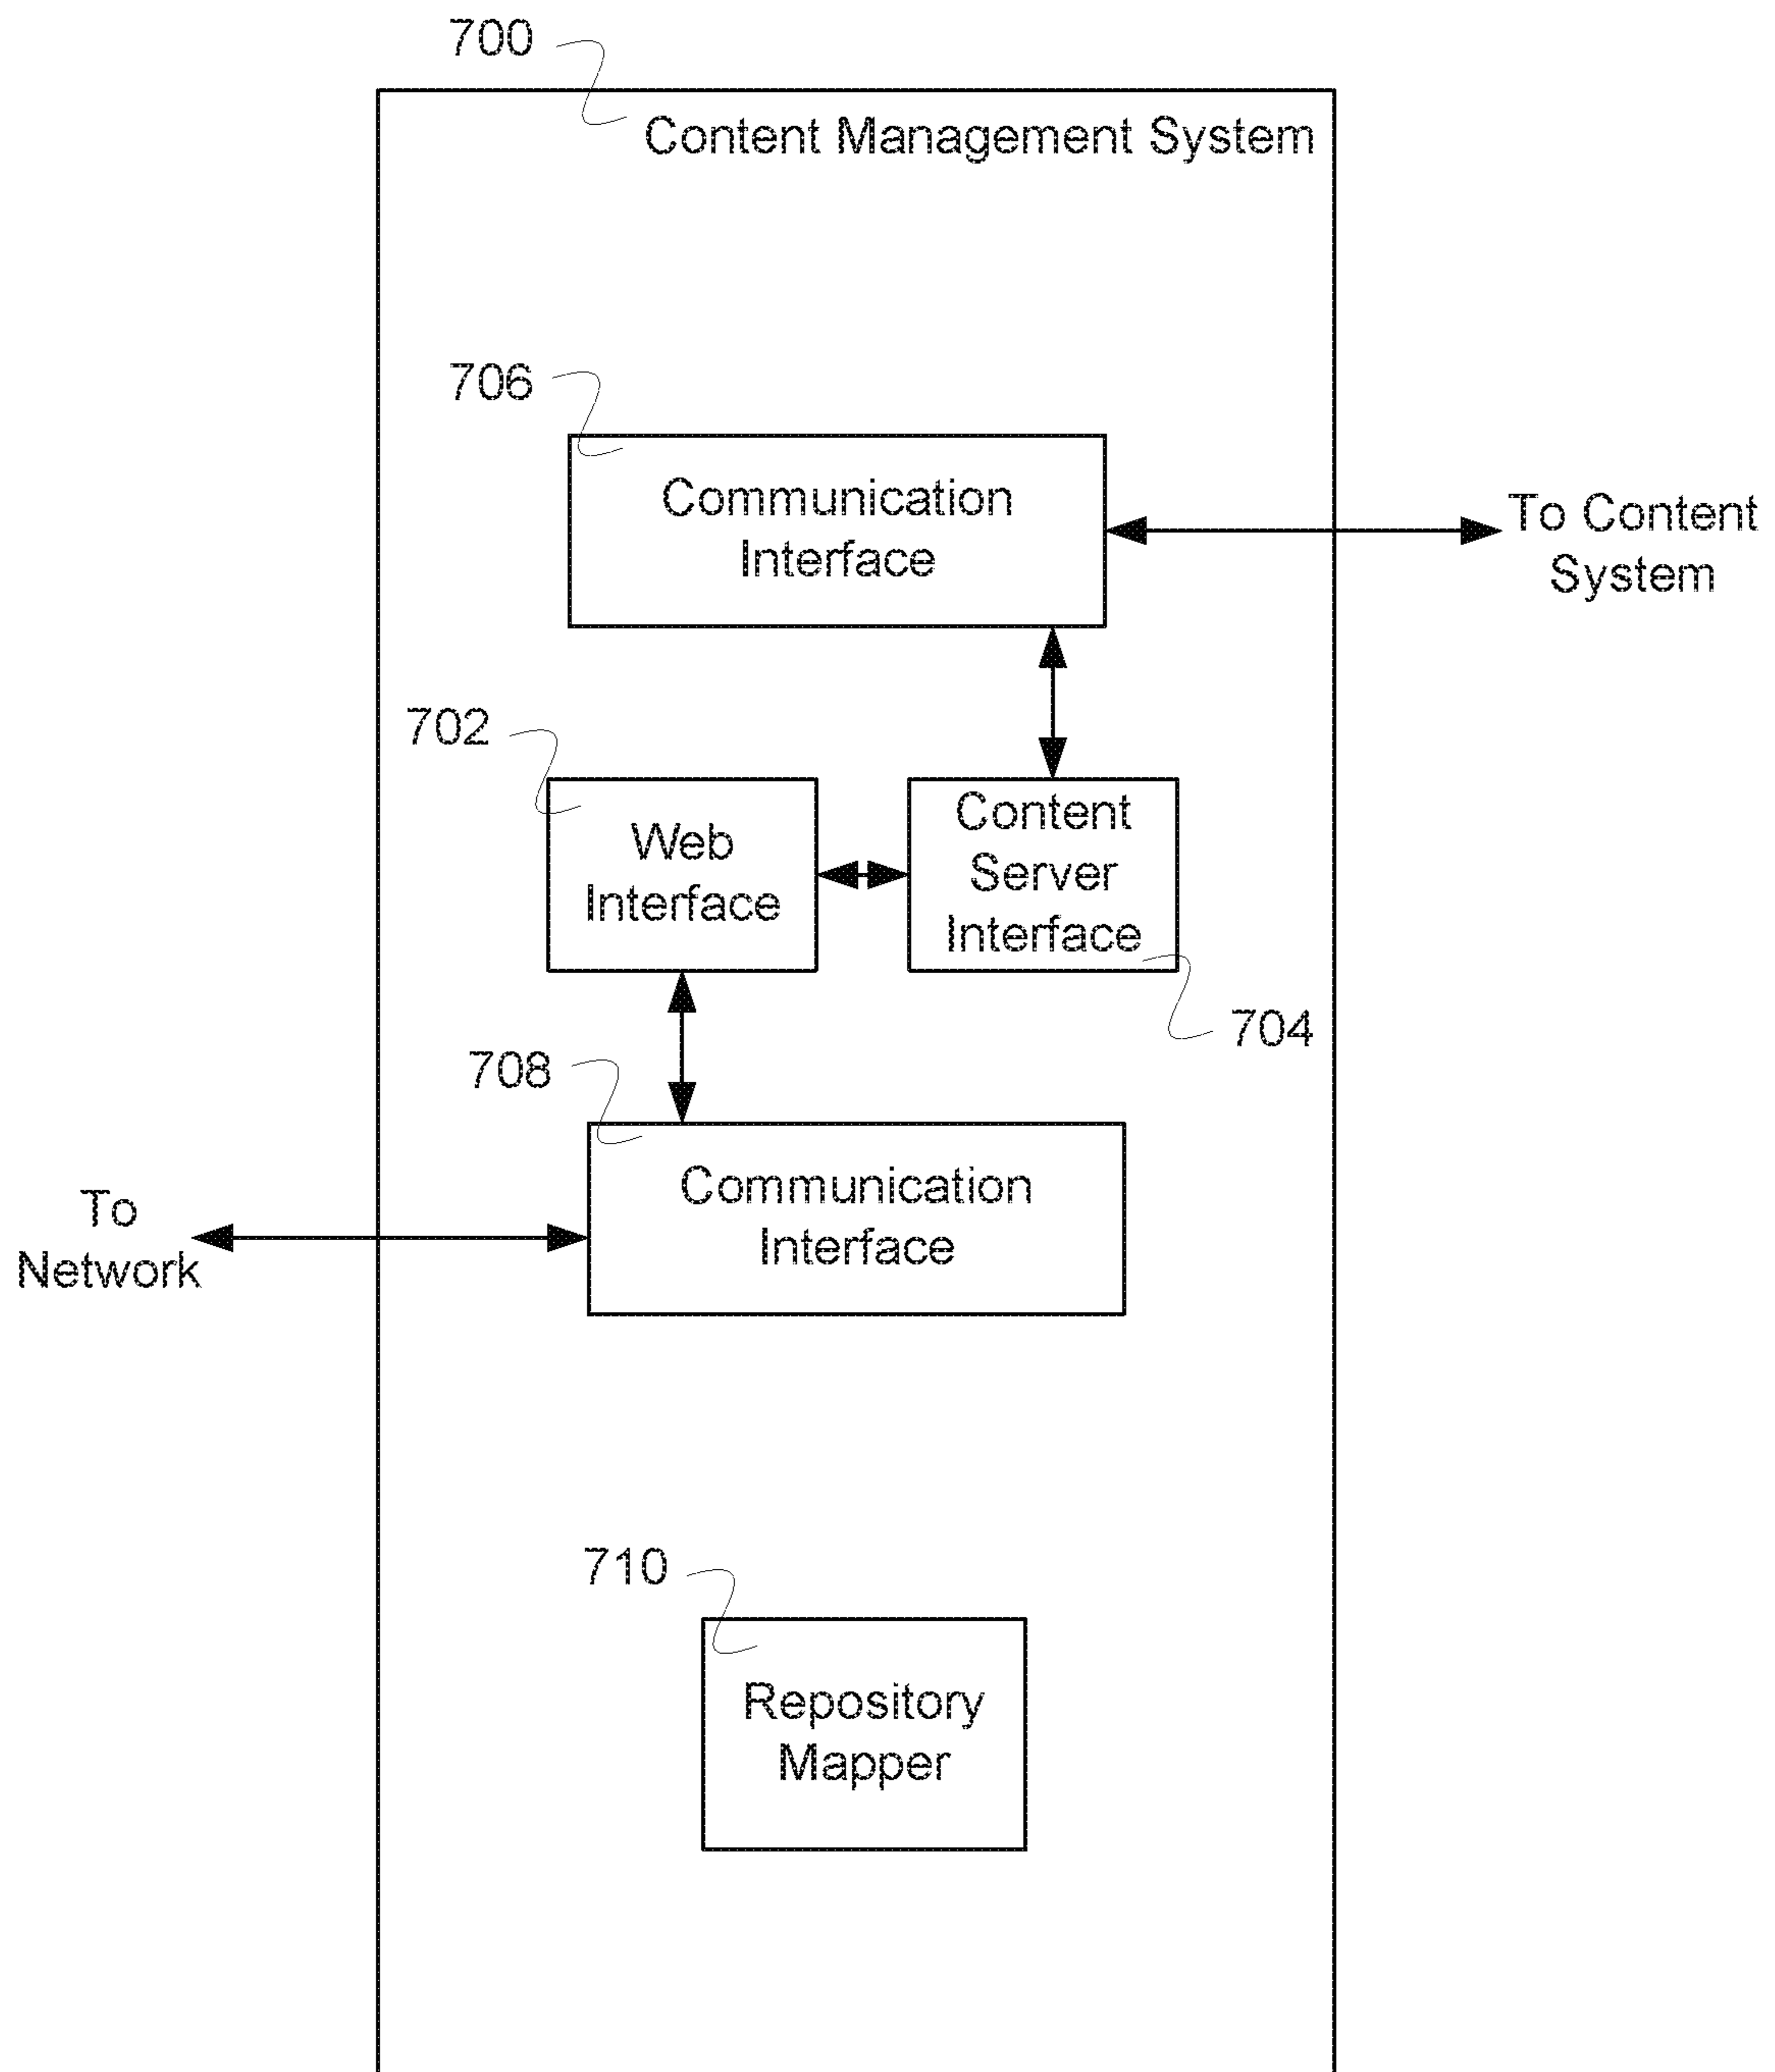 700
Content Management System
706
Communication
Interface
To Content
System
702
Web
Interface
Content
Server
Interface
704
708
Communication
Interface
To
Network
710
Repository
Mapper